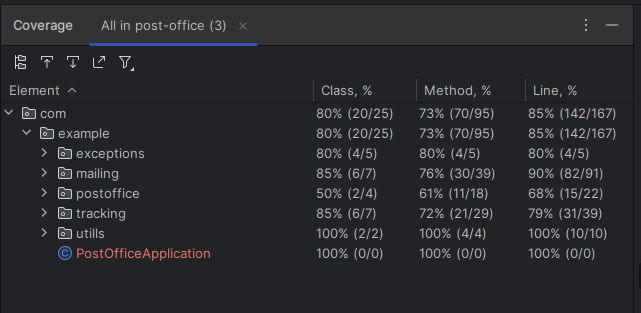 Coverage All in post-office (3)
Element Class, % Method, % Line, %
com 80% (20/25) 73% (70/95) 85% (142/167)
example 80% (20/25) 73% (70/95) 85% (142/167)
exceptions 80% (4/5) 80% (4/5) 80% (4/5)
mailing 85% (6/7) 76% (30/39) 90% (82/91)
postoffice 50% (2/4) 61% (11/18) 68% (15/22)
tracking 85% (6/7) 72% (21/29) 79% (31/39)
utills 100% (2/2) 100% (4/4) 100% (10/10)
PostOfficeApplication 100% (0/0) 100% (0/0) 100% (0/0)